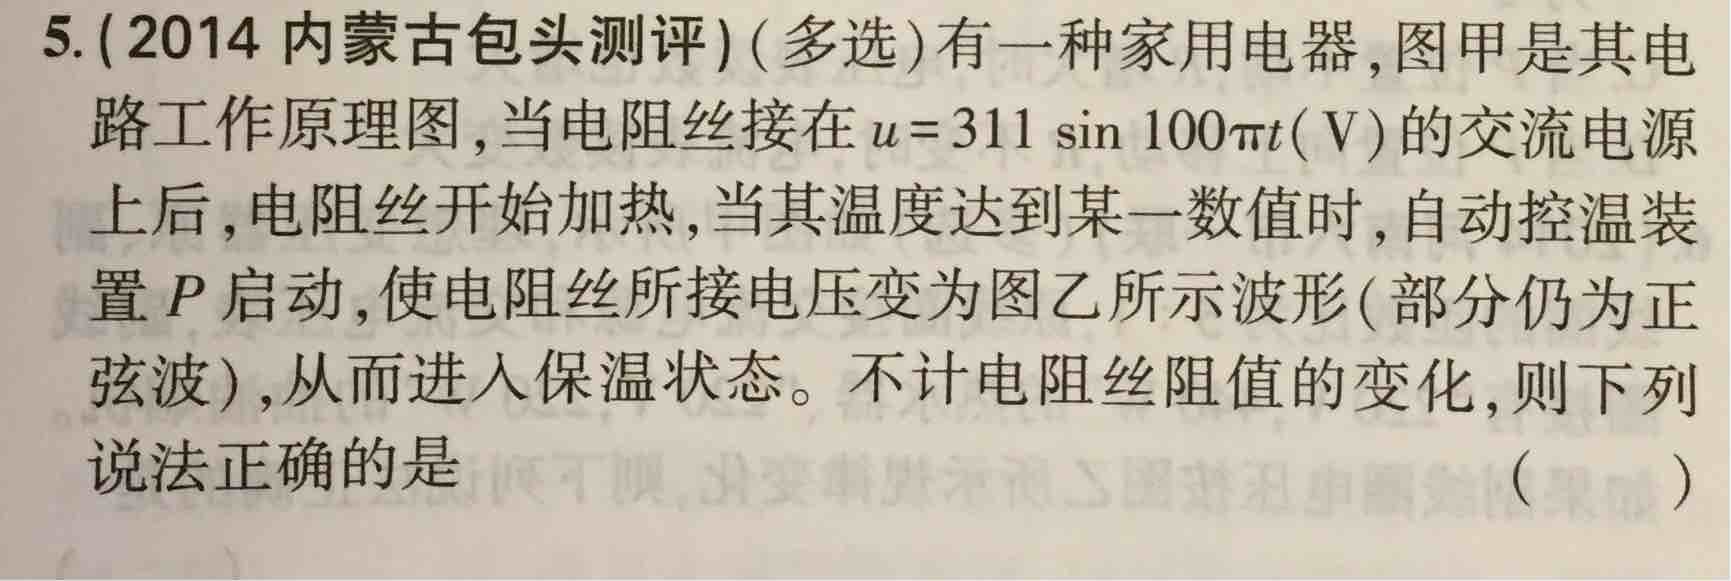 5.(2014 内蒙古包头测评)(多选)有一种家用电器,图甲是其电
路工作原理图,当电阻丝接在 u=311 sin 100πt(V)的交流电源
上后,电阻丝开始加热,当其温度达到某一数值时,自动控温装
置 P 启动,使电阻丝所接电压变为图乙所示波形(部分仍为正
弦波),从而进入保温状态。不计电阻丝阻值的变化,则下列
说法正确的是 ( )